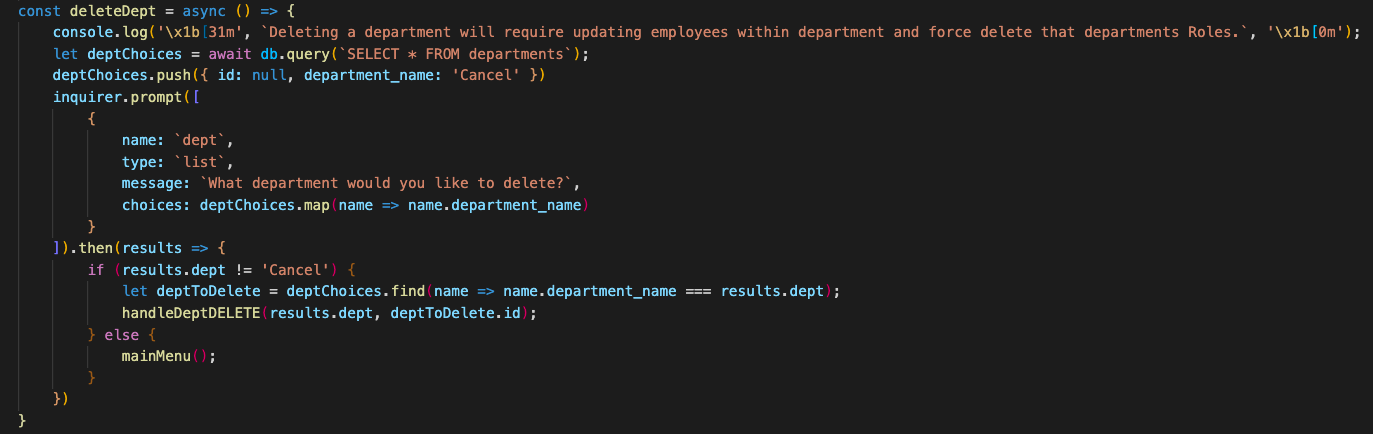 const deleteDept = async () => {
    console.log('\x1b[31m', `Deleting a department will require updating employees within department and force delete that departments Roles.`, '\x1b[0m');
    let deptChoices = await db.query(`SELECT * FROM departments`);
    deptChoices.push({ id: null, department_name: 'Cancel' })
    inquirer.prompt([
        {
            name: `dept`,
            type: `list`,
            message: `What department would you like to delete?`,
            choices: deptChoices.map(name => name.department_name)
        }
    ]).then(results => {
        if (results.dept != 'Cancel') {
            let deptToDelete = deptChoices.find(name => name.department_name === results.dept);
            handleDeptDELETE(results.dept, deptToDelete.id);
        } else {
            mainMenu();
        }
    })
}